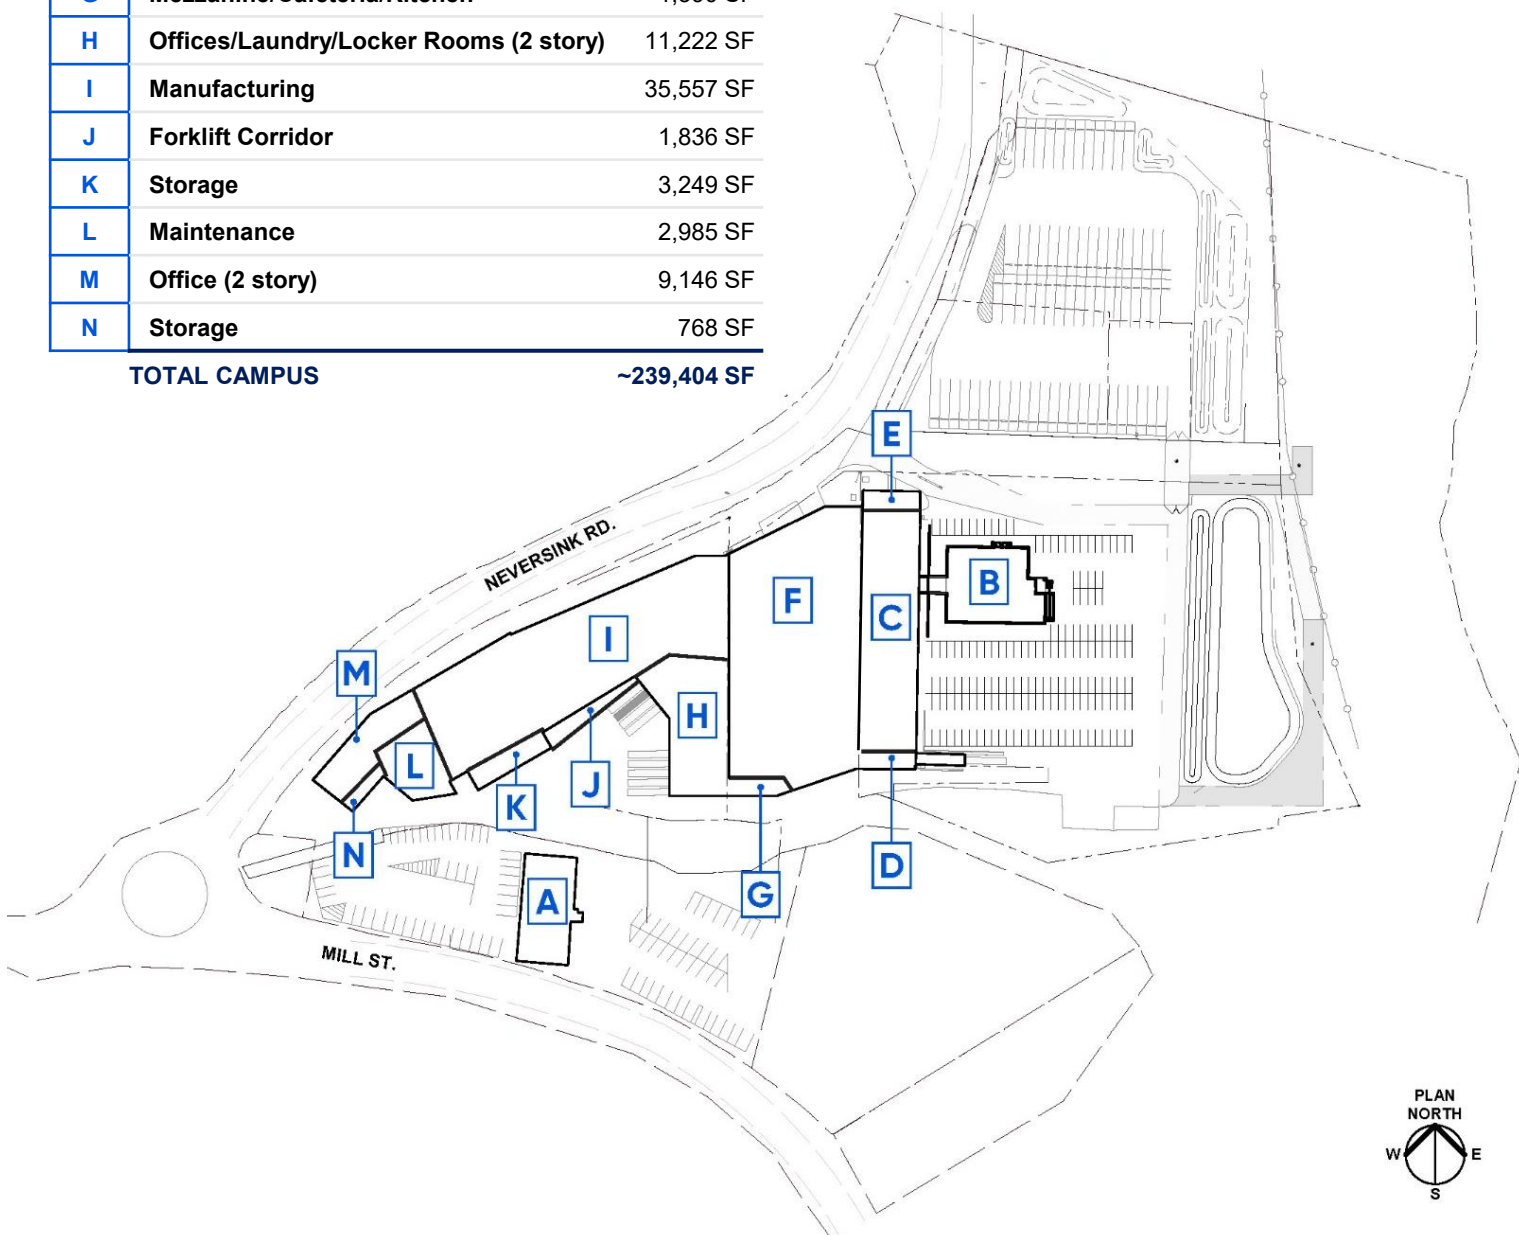 H Offices/Laundry/Locker Rooms (2 story) 11,222 SF
I Manufacturing 35,557 SF
J Forklift Corridor 1,836 SF
K Storage 3,249 SF
L Maintenance 2,985 SF
M Office (2 story) 9,146 SF
N Storage 768 SF
TOTAL CAMPUS ~239,404 SF
E
NEVERSINK RD.
B
F
C
I
M
H
L
J
K
N
D
A
G
MILL ST.
PLAN
NORTH
W E
S